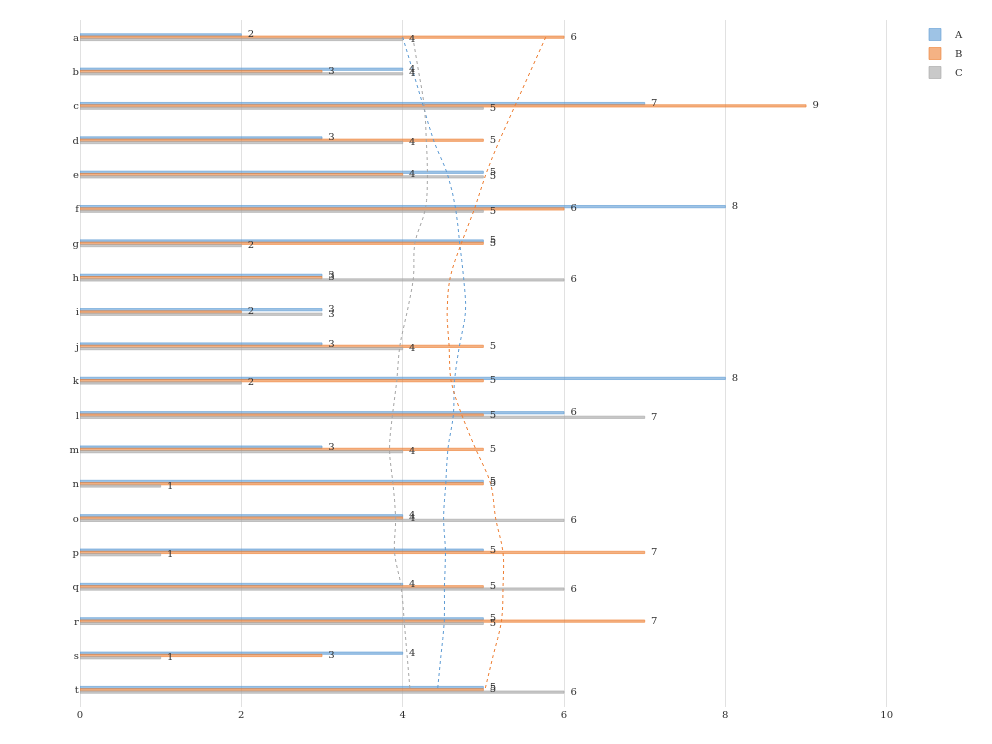 A
B
C
a 2 6 4
b 4 3 4
c 7 9 5
d 3 5 4
e 5 4 5
f 8 6 5
g 5 5 2
h 3 3 6
i 3 2 3
j 3 5 4
k 8 5 2
l 6 5 7
m 3 5 4
n 5 5 1
o 4 4 6
p 5 7 1
q 4 5 6
r 5 7 5
s 4 3 1
t 5 5 6
0 2 4 6 8 10